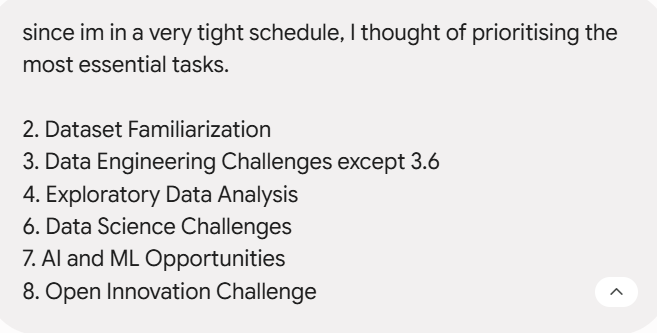 since im in a very tight schedule, I thought of prioritising the
most essential tasks.
2. Dataset Familiarization
3. Data Engineering Challenges except 3.6
4. Exploratory Data Analysis
6. Data Science Challenges
7. AI and ML Opportunities
8. Open Innovation Challenge